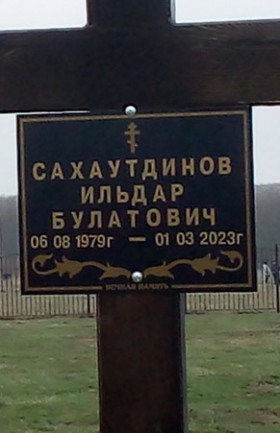 САХАУТДИНОВ
ИЛЬДАР
БУЛАТОВИЧ
06 08 1979г — 01 03 2023г
ВЕЧНАЯ ПАМЯТЬ